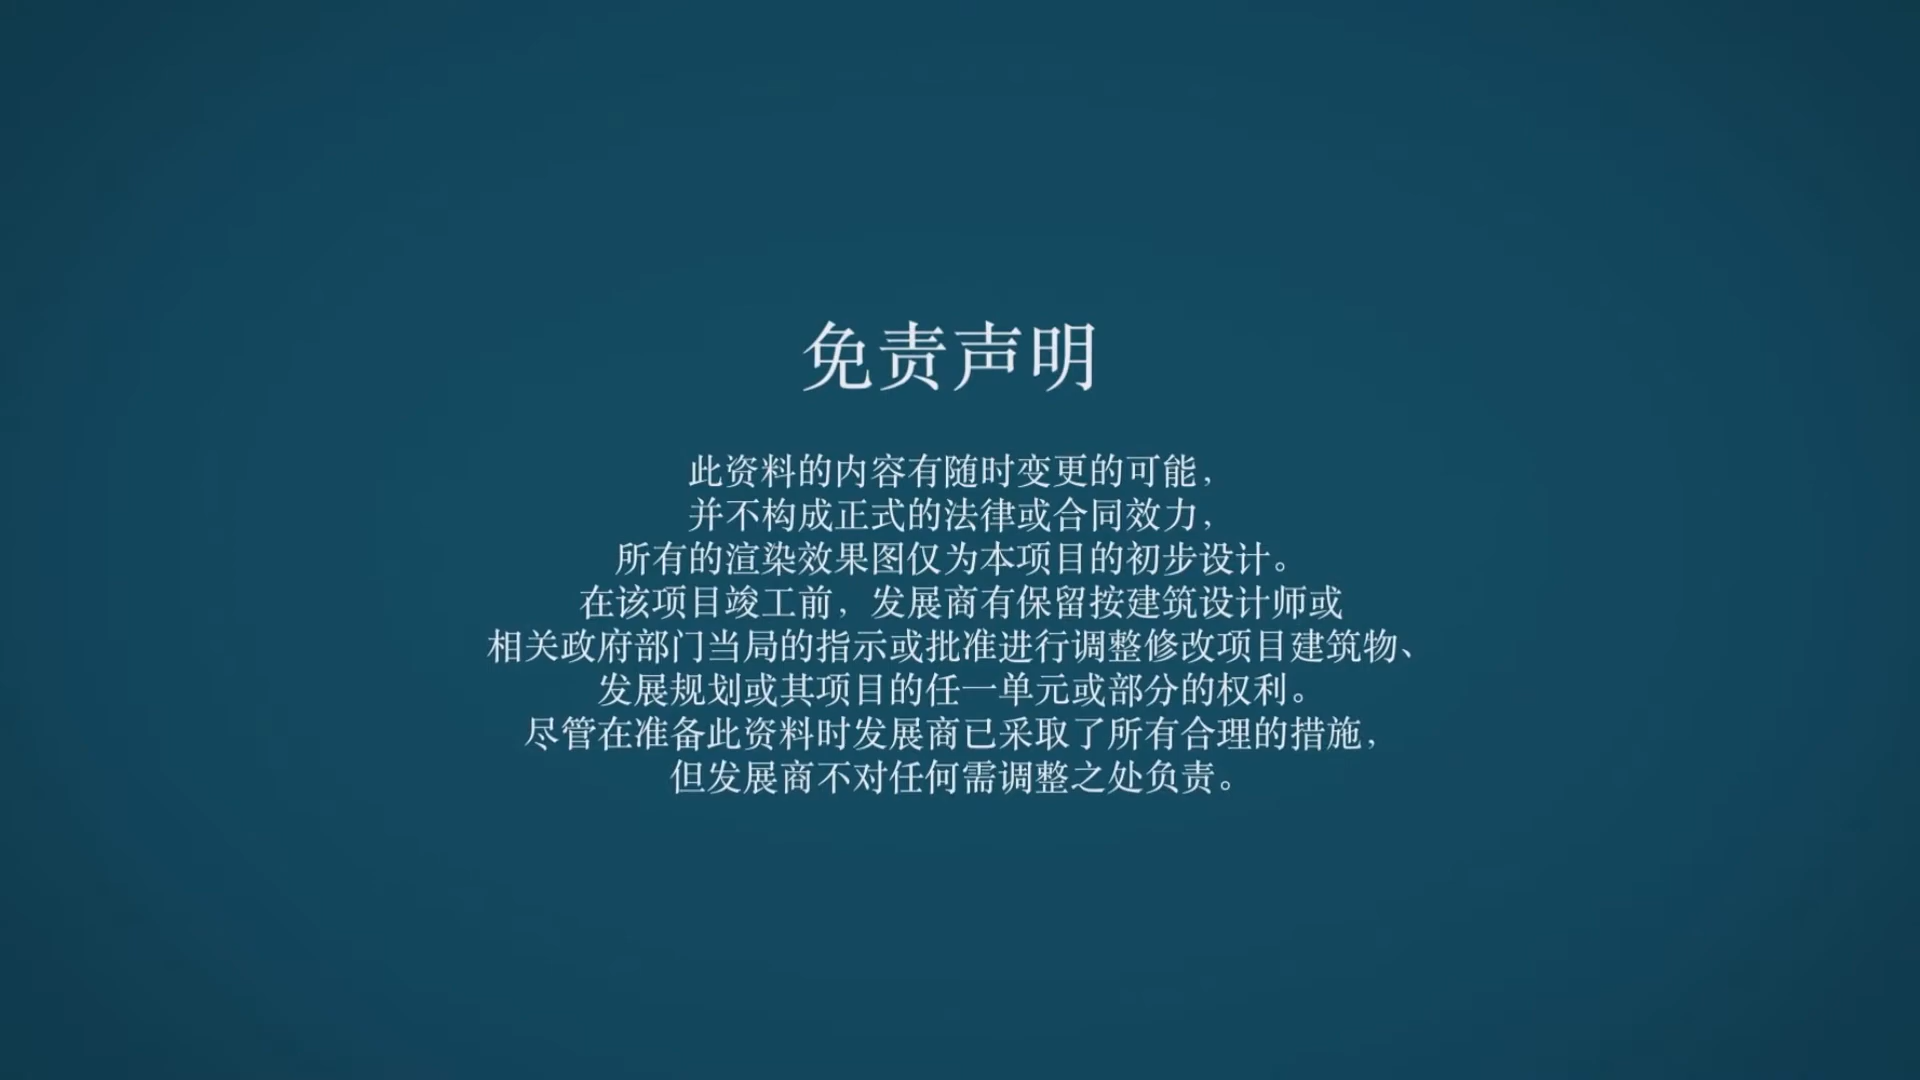 免责声明
此资料的内容有随时变更的可能，
并不构成正式的法律或合同效力，
所有的渲染效果图仅为本项目的初步设计。
在该项目竣工前，发展商有保留按建筑设计师或
相关政府部门当局的指示或批准进行调整修改项目建筑物、
发展规划或其项目的任一单元或部分的权利。
尽管在准备此资料时发展商已采取了所有合理的措施，
但发展商不对任何需调整之处负责。